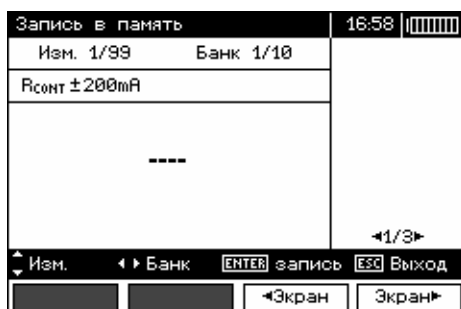 Запись в память 16:58
Изм. 1/99 Банк 1/10
RCONT ±200mA
----
◄1/3►
Изм. Банк ENTER запись ESC Выход
◄Экран Экран►